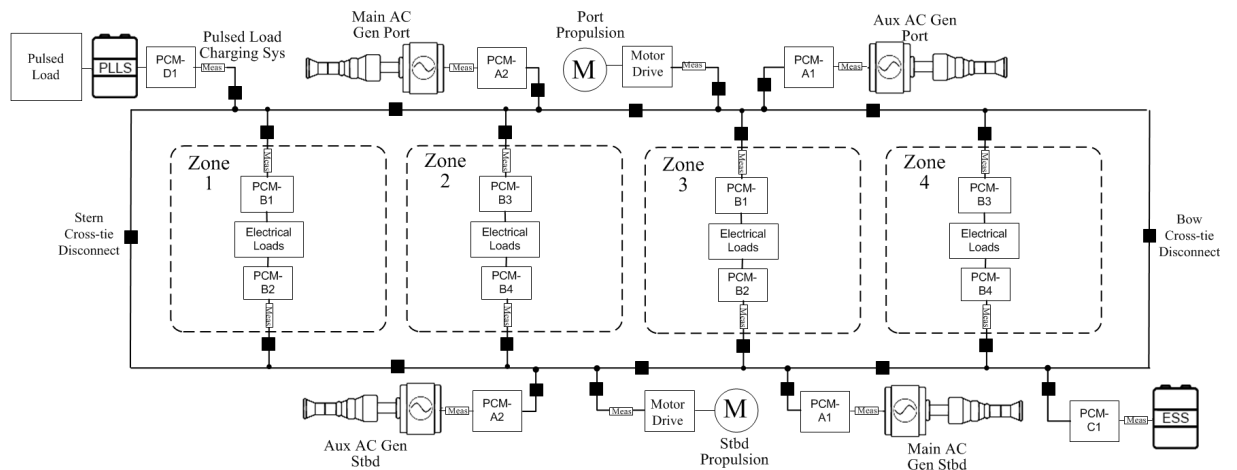 Pulsed
Load
PLLS
PCM-
D1
Pulsed Load
Charging Sys
Meas
Main AC
Gen Port
Meas
PCM-
A2
Port
Propulsion
M
Motor
Drive
Meas
PCM-
A1
Meas
Aux AC Gen
Port
Zone
1
Meas
PCM-
B1
Electrical
Loads
PCM-
B2
Meas
Zone
2
Meas
PCM-
B3
Electrical
Loads
PCM-
B4
Meas
Zone
3
Meas
PCM-
B1
Electrical
Loads
PCM-
B2
Meas
Zone
4
Meas
PCM-
B3
Electrical
Loads
PCM-
B4
Meas
Stern
Cross-tie
Disconnect
Bow
Cross-tie
Disconnect
Aux AC Gen
Stbd
Meas
PCM-
A2
Meas
Motor
Drive
M
Stbd
Propulsion
PCM-
A1
Meas
Main AC
Gen Stbd
PCM-
C1
Meas
ESS